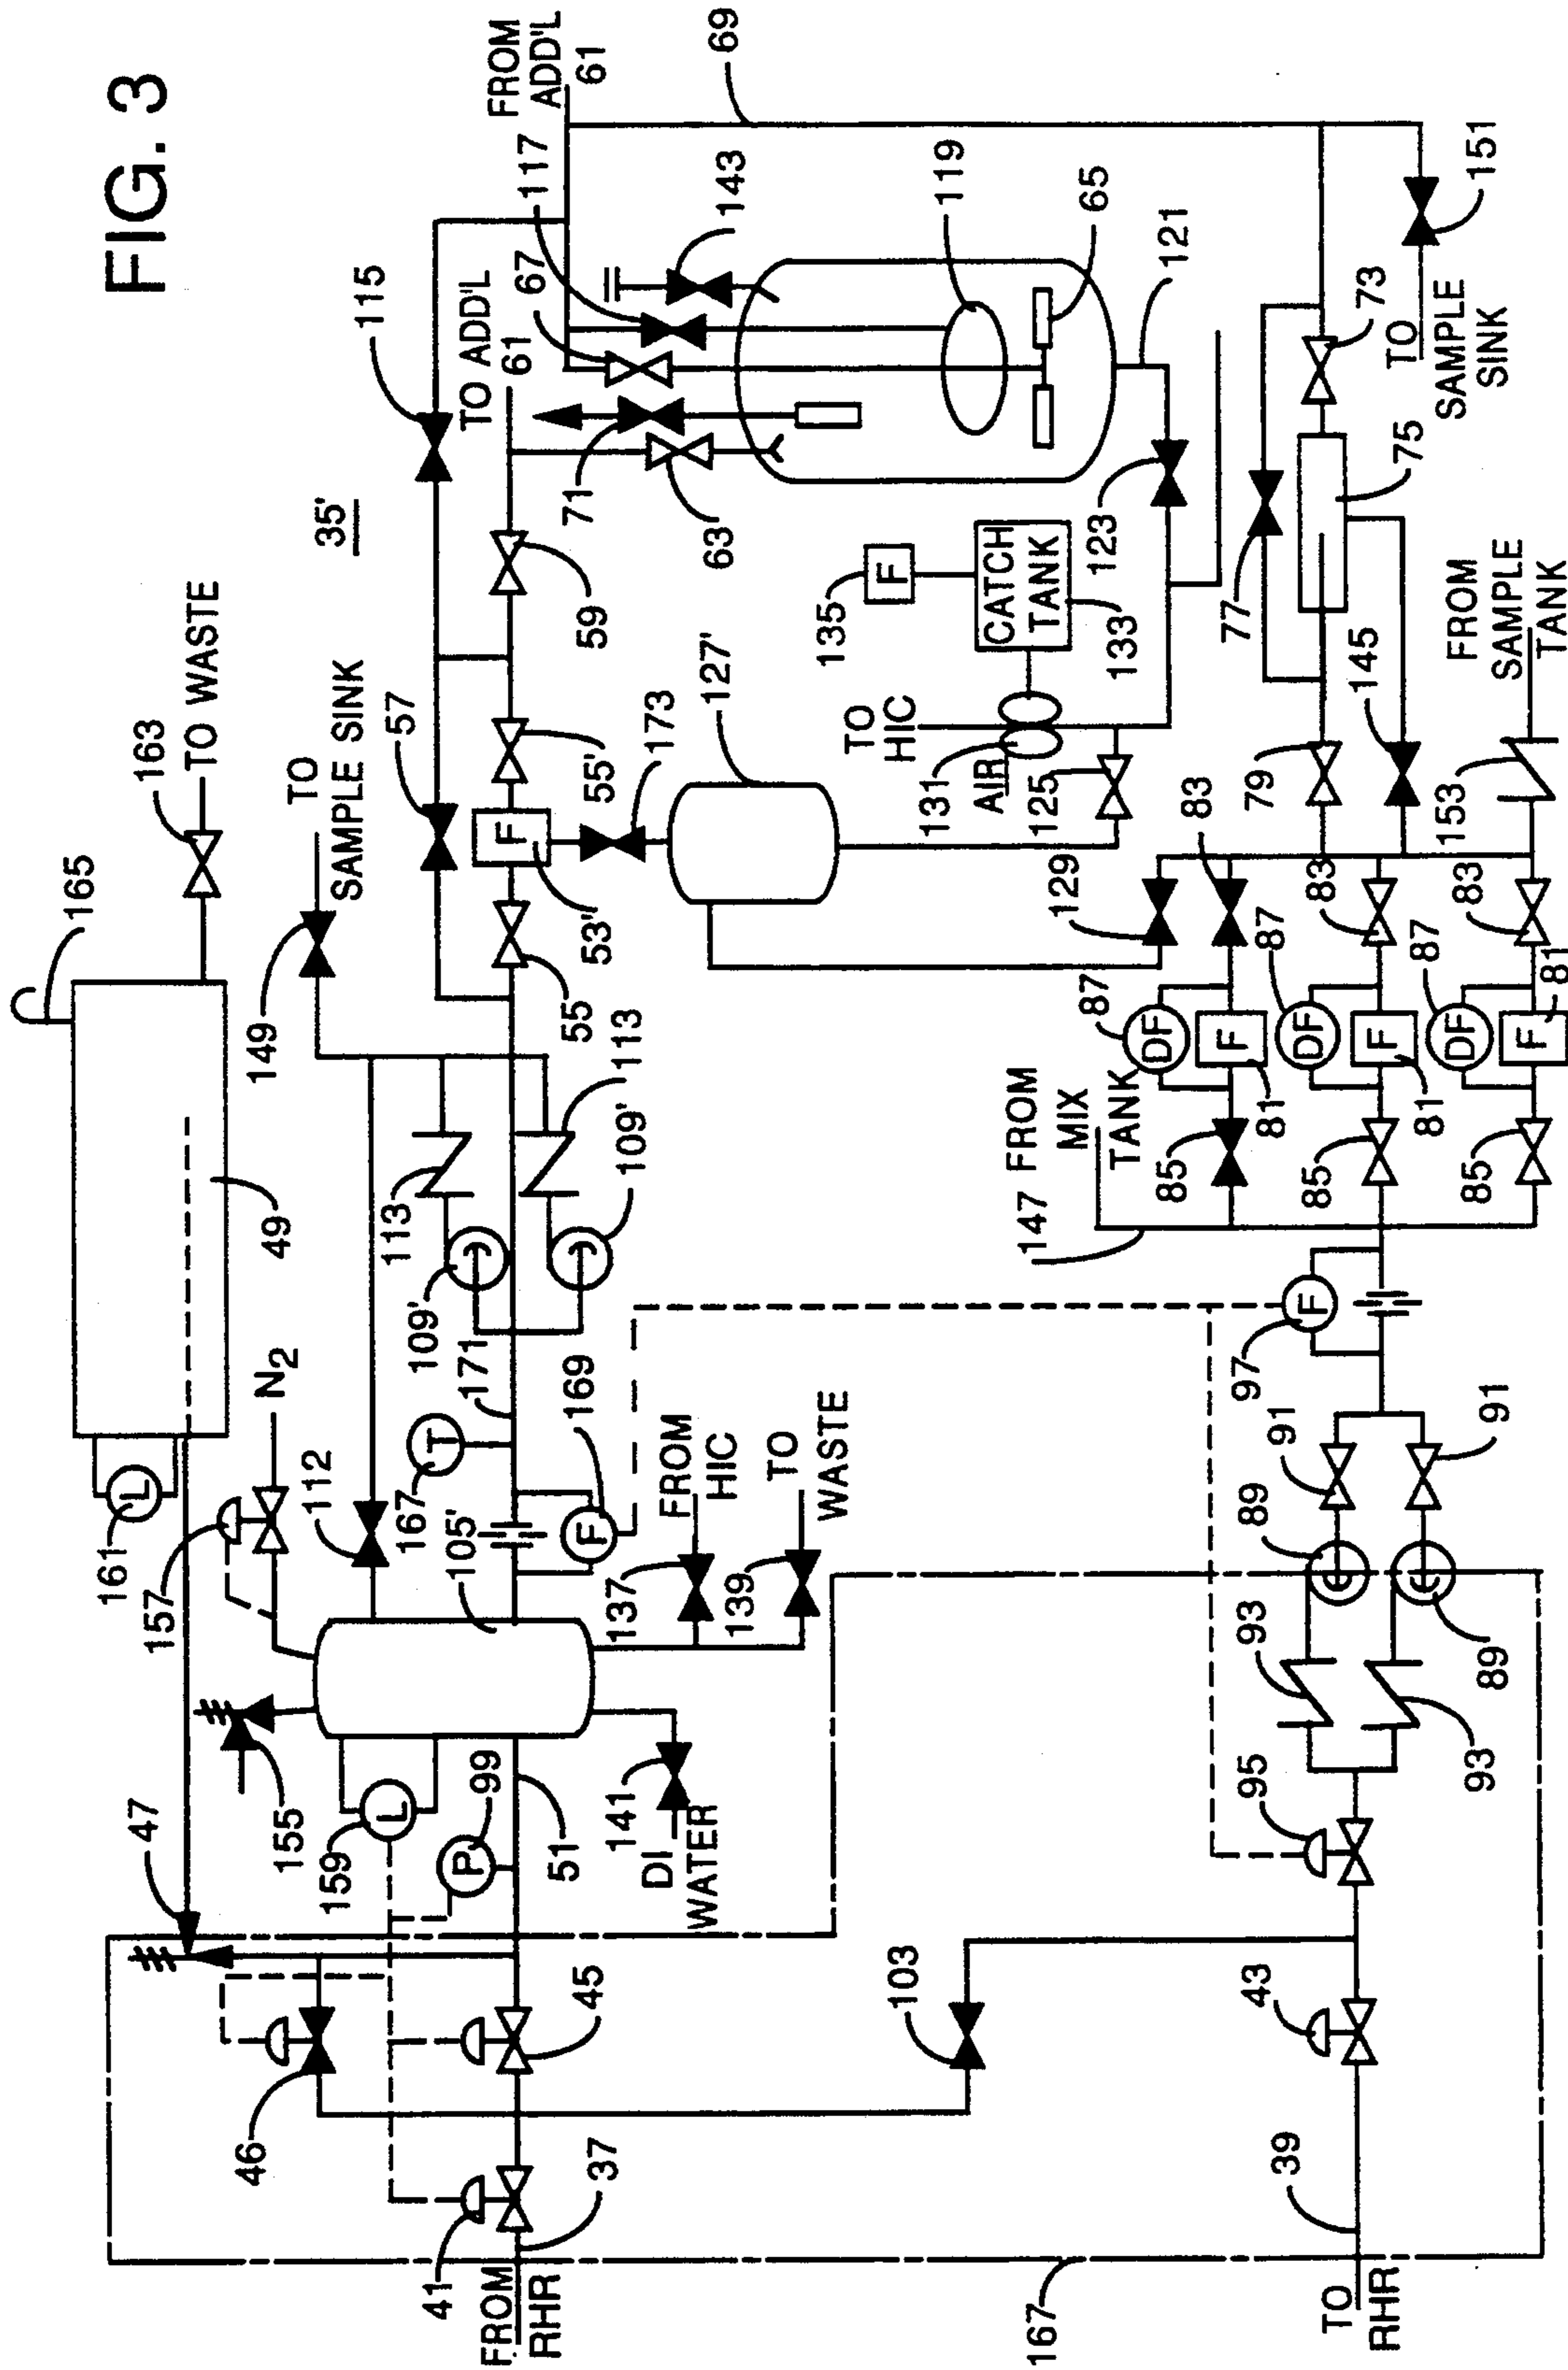 FIG. 3
35'
165
163
TO WASTE
49
161
L
157
N2
149
TO
SAMPLE SINK
57
115
FROM
ADD'L
61
TO ADD'L
61
117
67
143
69
119
65
121
71
63
59
55'
F
53'
55
173
127'
135
F
CATCH
TANK
133
123
TO
HIC
131
AIR
125
113
113
109'
109'
171
169
F
167
T
112
105'
FROM
HIC
TO
WASTE
137
139
141
DI
WATER
51
99
P
159
L
155
47
46
45
41
37
FROM
RHR
103
43
39
TO
RHR
167
95
93
93
89
89'
91
91
97
F
147
FROM
MIX
TANK
85
85
85
87
87
87
DF
DF
DF
F
F
F
81
81
81
83
83
83
129
79
145
153
FROM
SAMPLE
TANK
77
75
73
TO
SAMPLE
SINK
151